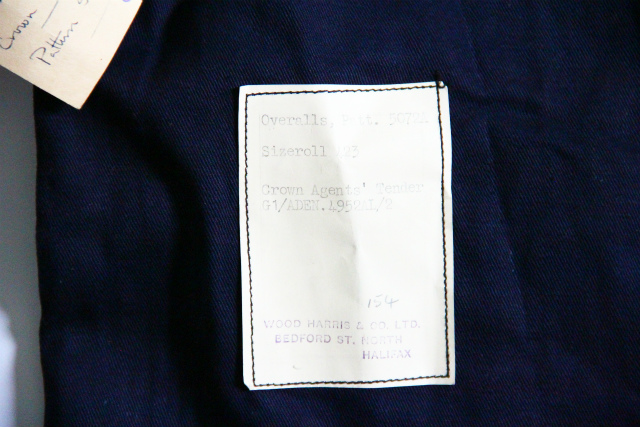 Crown
Pattern
Overalls, Patt.
Sizeroll 123
Crown Agents' Tender
G1/ADEN.
154
WOOD HARRIS & CO. LTD.
BEDFORD ST. NORTH
HALIFAX